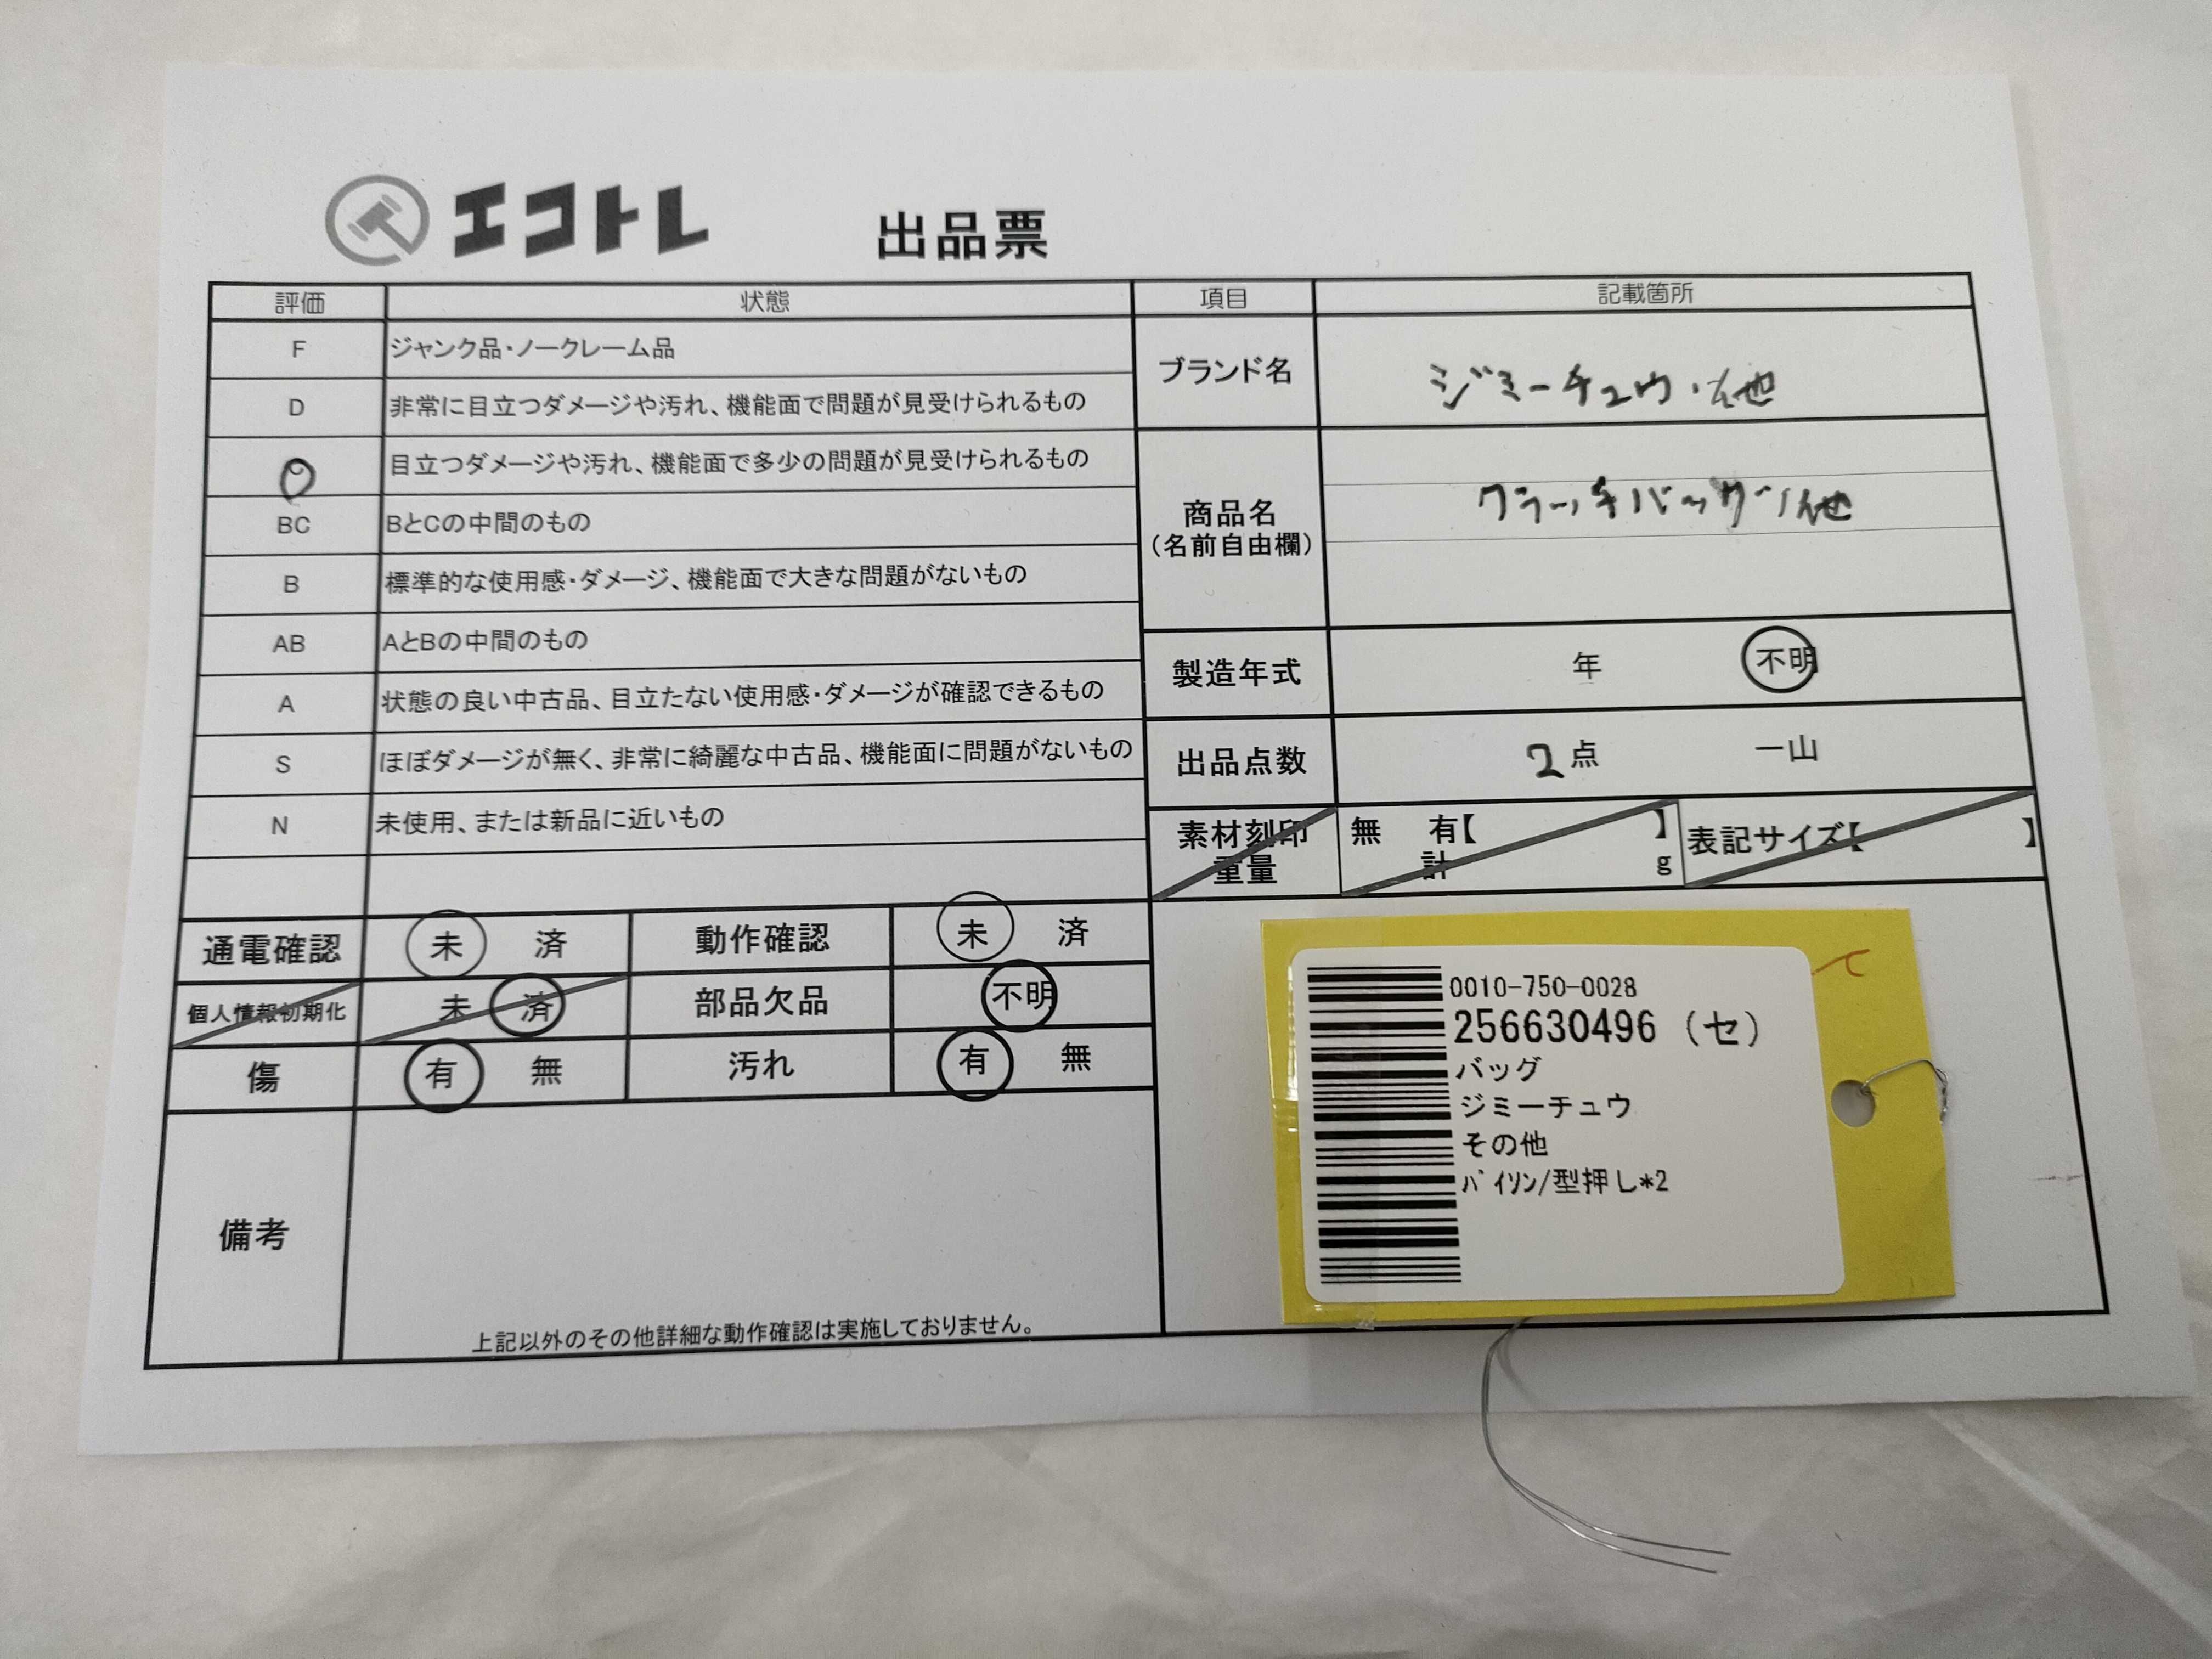 エコトレ 出品票
評価 状態 項目 記載箇所
F ジャンク品・ノークレーム品
D 非常に目立つダメージや汚れ、機能面で問題が見受けられるもの
ブランド名 ジミーチュウ・他
目立つダメージや汚れ、機能面で多少の問題が見受けられるもの
BC BとCの中間のもの
商品名
(名前自由欄)
クラッチバッグ/他
B 標準的な使用感・ダメージ、機能面で大きな問題がないもの
AB AとBの中間のもの
製造年式 年 不明
A 状態の良い中古品、目立たない使用感・ダメージが確認できるもの
S ほぼダメージが無く、非常に綺麗な中古品、機能面に問題がないもの
出品点数 2点 一山
N 未使用、または新品に近いもの
素材刻印 無 有【 】 表記サイズ【 】
重量 計 g
通電確認 未 済 動作確認 未 済
個人情報初期化 未 済 部品欠品 不明
傷 有 無 汚れ 有 無
備考
上記以外のその他詳細な動作確認は実施しておりません。
0010-750-0028
256630496 (セ)
バッグ
ジミーチュウ
その他
ﾊﾟｲｿﾝ/型押し*2